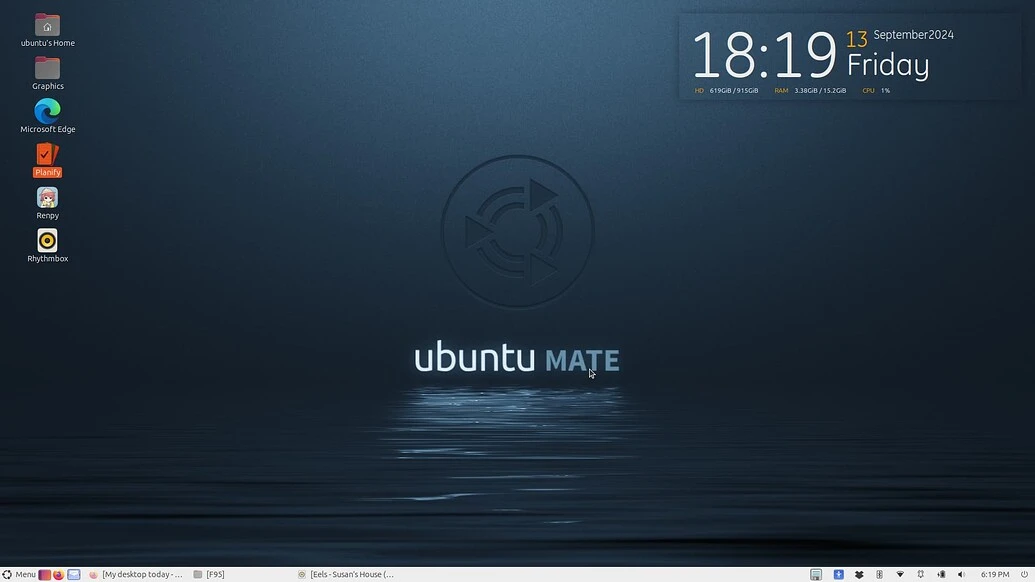 ubuntu's Home
Graphics
Microsoft Edge
Planify
Renpy
Rhythmbox
18:19
13 September2024
Friday
HD 619GiB / 915GiB RAM 3.38GiB / 15.2GiB CPU 1%
ubuntu MATE
Menu [My desktop today - ... [F95] [Eels - Susan's House (... 6:19 PM